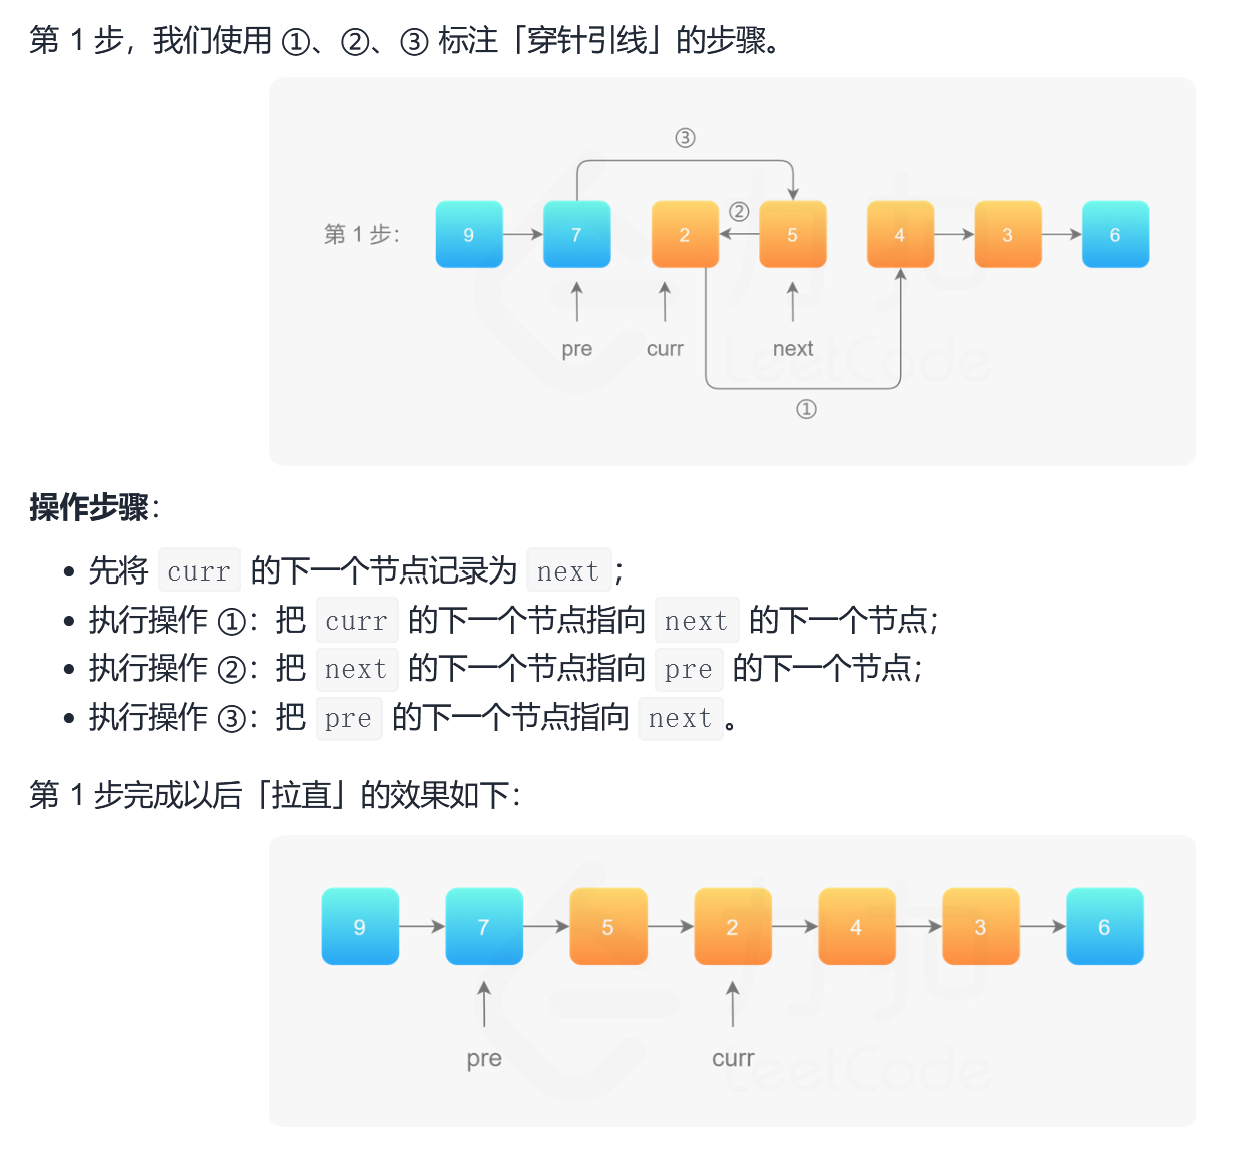 第 1 步，我们使用 ①、②、③ 标注「穿针引线」的步骤。
③
②
第 1 步：
9 7 2 5 4 3 6
pre curr next
①
力扣
LeetCode
操作步骤：
• 先将 curr 的下一个节点记录为 next；
• 执行操作 ①：把 curr 的下一个节点指向 next 的下一个节点；
• 执行操作 ②：把 next 的下一个节点指向 pre 的下一个节点；
• 执行操作 ③：把 pre 的下一个节点指向 next。
第 1 步完成以后「拉直」的效果如下：
9 7 5 2 4 3 6
pre curr
力扣
LeetCode